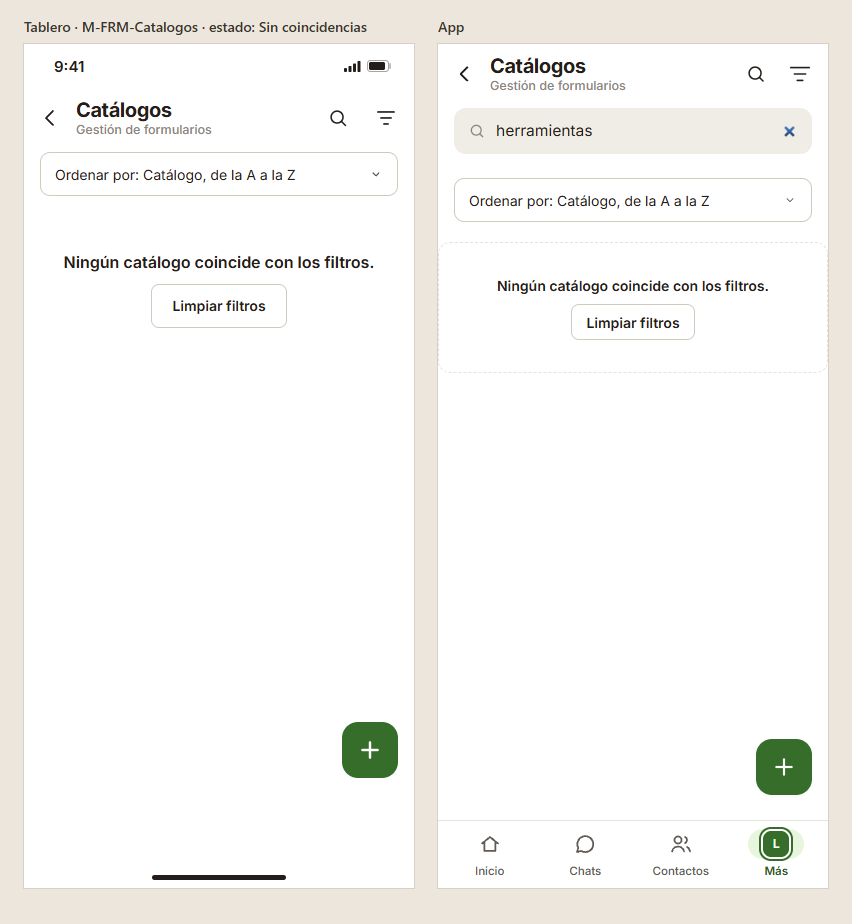 Tablero · M-FRM-Catalogos · estado: Sin coincidencias
9:41
Catálogos
Gestión de formularios
Ordenar por: Catálogo, de la A a la Z
Ningún catálogo coincide con los filtros.
Limpiar filtros
App
Catálogos
Gestión de formularios
herramientas
Ordenar por: Catálogo, de la A a la Z
Ningún catálogo coincide con los filtros.
Limpiar filtros
L
Inicio
Chats
Contactos
Más